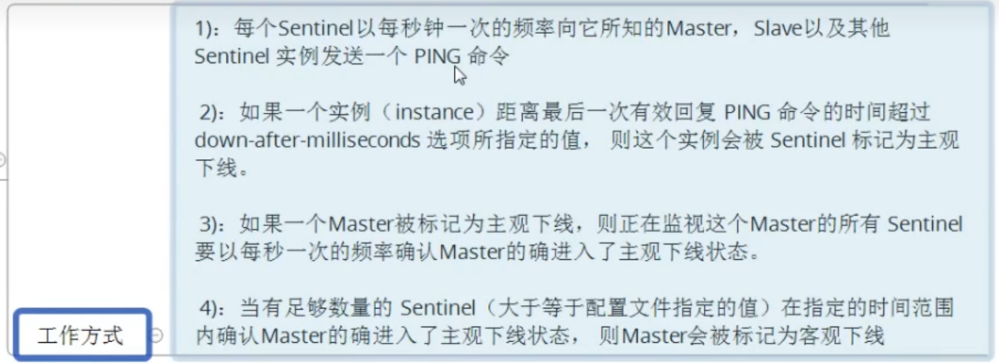 1)：每个Sentinel以每秒钟一次的频率向它所知的Master，Slave以及其他
Sentinel 实例发送一个 PING 命令
2)：如果一个实例（instance）距离最后一次有效回复 PING 命令的时间超过
down-after-milliseconds 选项所指定的值， 则这个实例会被 Sentinel 标记为主观
下线。
3)：如果一个Master被标记为主观下线，则正在监视这个Master的所有 Sentinel
要以每秒一次的频率确认Master的确进入了主观下线状态。
4)：当有足够数量的 Sentinel（大于等于配置文件指定的值）在指定的时间范围
内确认Master的确进入了主观下线状态， 则Master会被标记为客观下线
工作方式